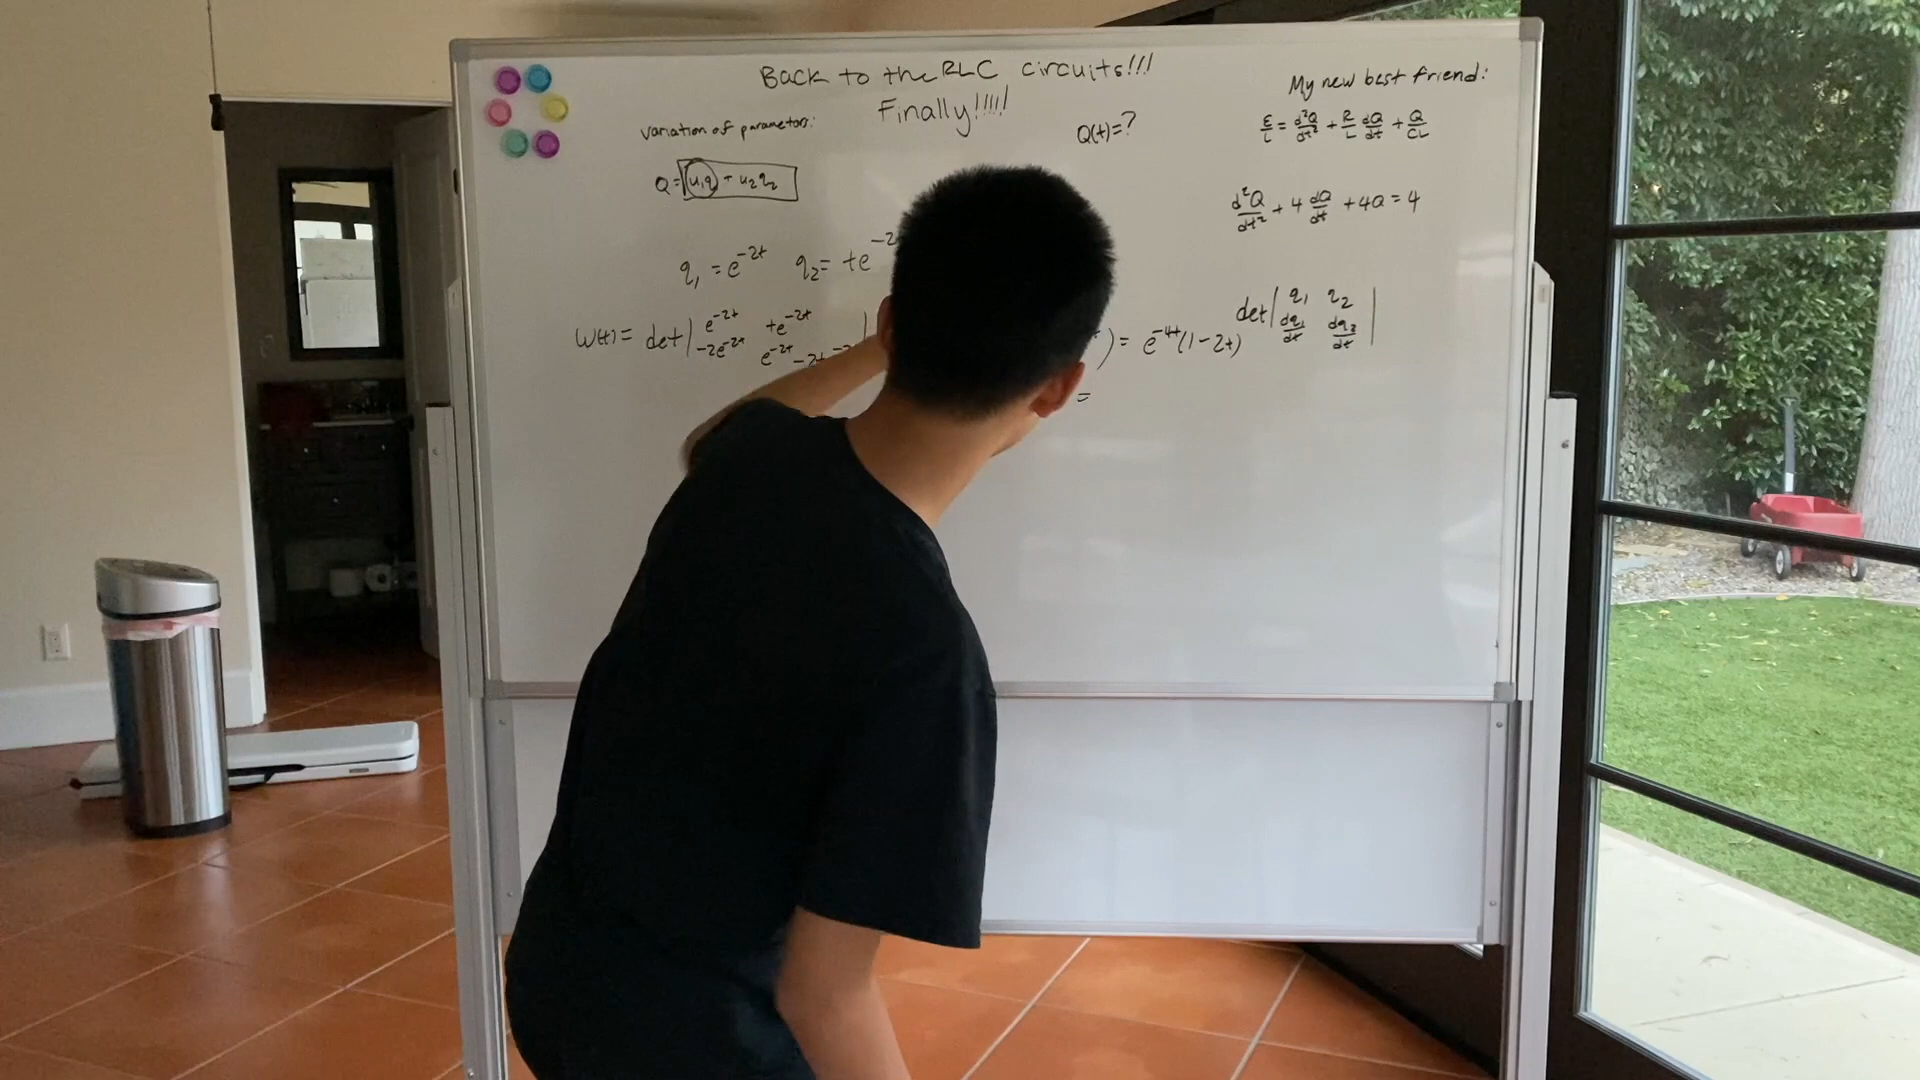 Back to the RLC circuits!!!
Finally!!!!!
My new best friend:
variation of parameters:
Q(t)=?
E/L = d²Q/dt² + R/L dQ/dt + Q/CL
Q= u₁q₁ + u₂q₂
d²Q/dt² + 4 dQ/dt + 4Q = 4
q₁ = e^-2t q₂ = te^-2
det | q₁ q₂
dq₁/dt dq₂/dt |
W(t) = det | e^-2t te^-2t
-2e^-2t e^-2t -2t |
) = e^-4t (1-2t)
=